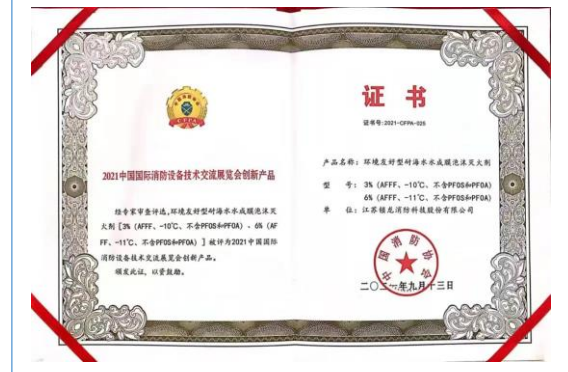 CFPA
2021中国国际消防设备技术交流展览会创新产品
经专家审查评选,环境友好型耐海水水成膜泡沫灭
火剂[3%(AFFF、-10℃、不含PFOS和PFOA)、6%(AF
FF、-11℃、不含PFOS和PFOA)]被评为2021中国国际
消防设备技术交流展览会创新产品。
颁发此证,以资鼓励。
证书
证书号:2021-CFPA-026
产品名称:环境友好型耐海水水成膜泡沫灭火剂
型 号:3%(AFFF、-10℃、不含PFOS和PFOA)
6%(AFFF、-11℃、不含PFOS和PFOA)
单 位:江苏锁龙消防科技股份有限公司
中国消防协会
二〇二一年九月十三日